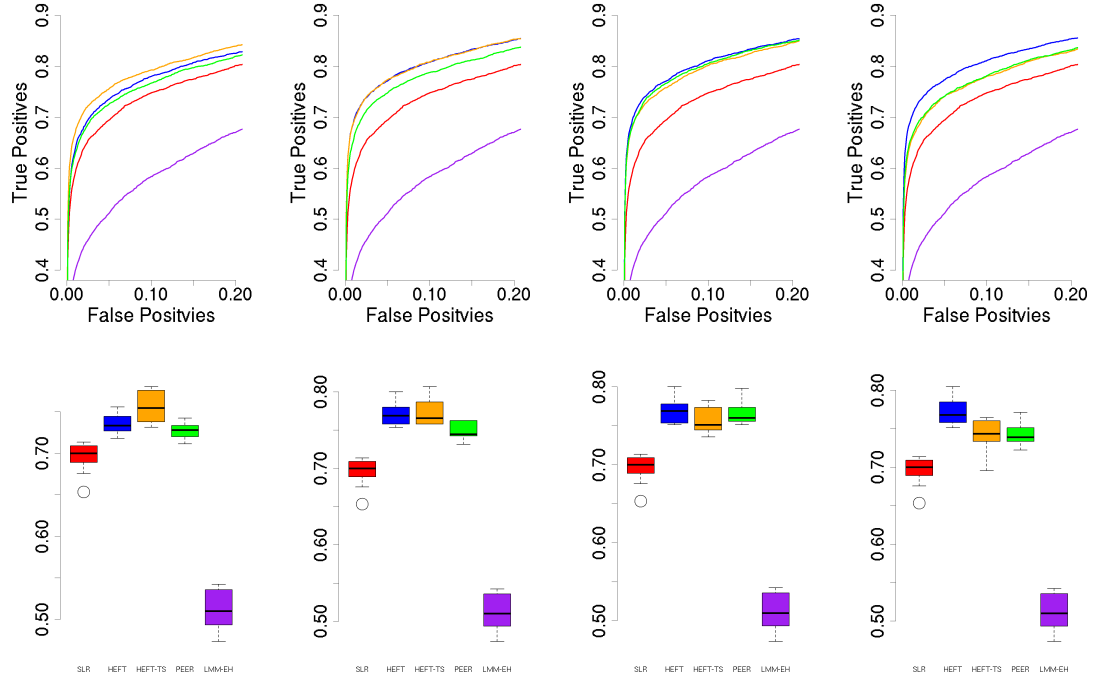 0.9 0.9 0.9 0.9
0.8 0.8 0.8 0.8
0.7 0.7 0.7 0.7
0.6 0.6 0.6 0.6
0.5 0.5 0.5 0.5
0.4 0.4 0.4 0.4
True Positives True Positives True Positives True Positives
0.00 0.10 0.20 0.00 0.10 0.20 0.00 0.10 0.20 0.00 0.10 0.20
False Positvies False Positvies False Positvies False Positvies
0.80 0.80 0.80
0.70 0.70 0.70 0.70
0.60 0.60 0.60 0.60
0.50 0.50 0.50 0.50
SLR HEFT HEFT-TS PEER LMM-EH SLR HEFT HEFT-TS PEER LMM-EH SLR HEFT HEFT-TS PEER LMM-EH SLR HEFT HEFT-TS PEER LMM-EH